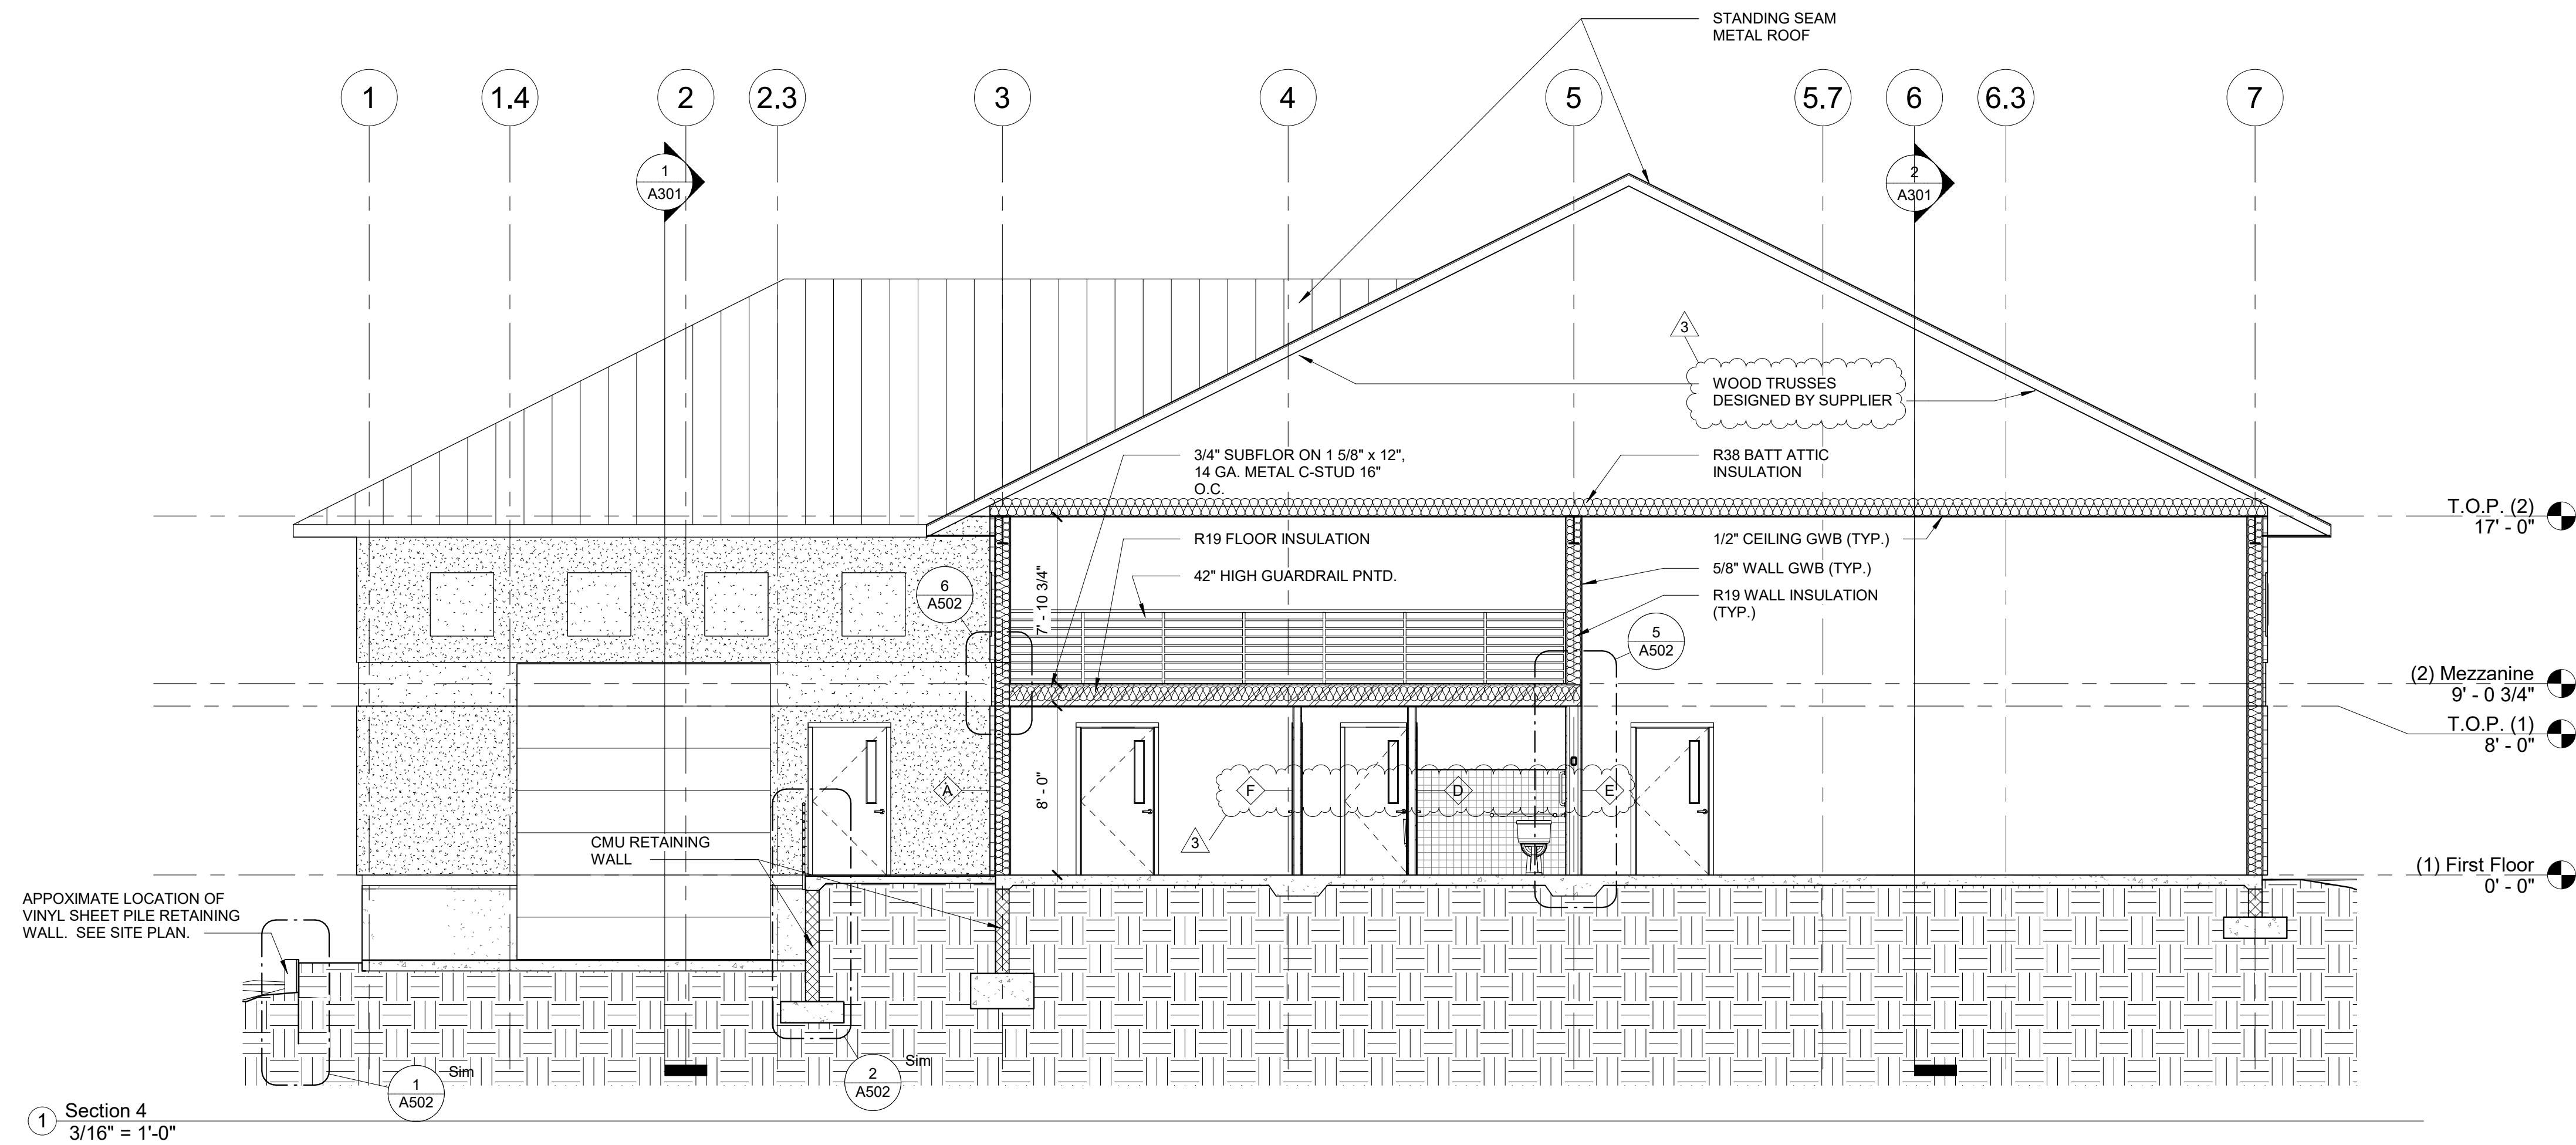 STANDING SEAM
METAL ROOF
1
1.4
2
2.3
3
4
5
5.7
6
6.3
7
1
A301
2
A301
3
WOOD TRUSSES
DESIGNED BY SUPPLIER
3/4" SUBFLOR ON 1 5/8" x 12",
14 GA. METAL C-STUD 16"
O.C.
R38 BATT ATTIC
INSULATION
T.O.P. (2)
17' - 0"
R19 FLOOR INSULATION
1/2" CEILING GWB (TYP.)
42" HIGH GUARDRAIL PNTD.
5/8" WALL GWB (TYP.)
R19 WALL INSULATION
(TYP.)
6
A502
7' - 10 3/4"
5
A502
(2) Mezzanine
9' - 0 3/4"
T.O.P. (1)
8' - 0"
A
8' - 0"
F
D
E
3
CMU RETAINING
WALL
(1) First Floor
0' - 0"
APPOXIMATE LOCATION OF
VINYL SHEET PILE RETAINING
WALL.  SEE SITE PLAN.
1
A502
Sim
2
A502
Sim
1
Section 4
3/16" = 1'-0"